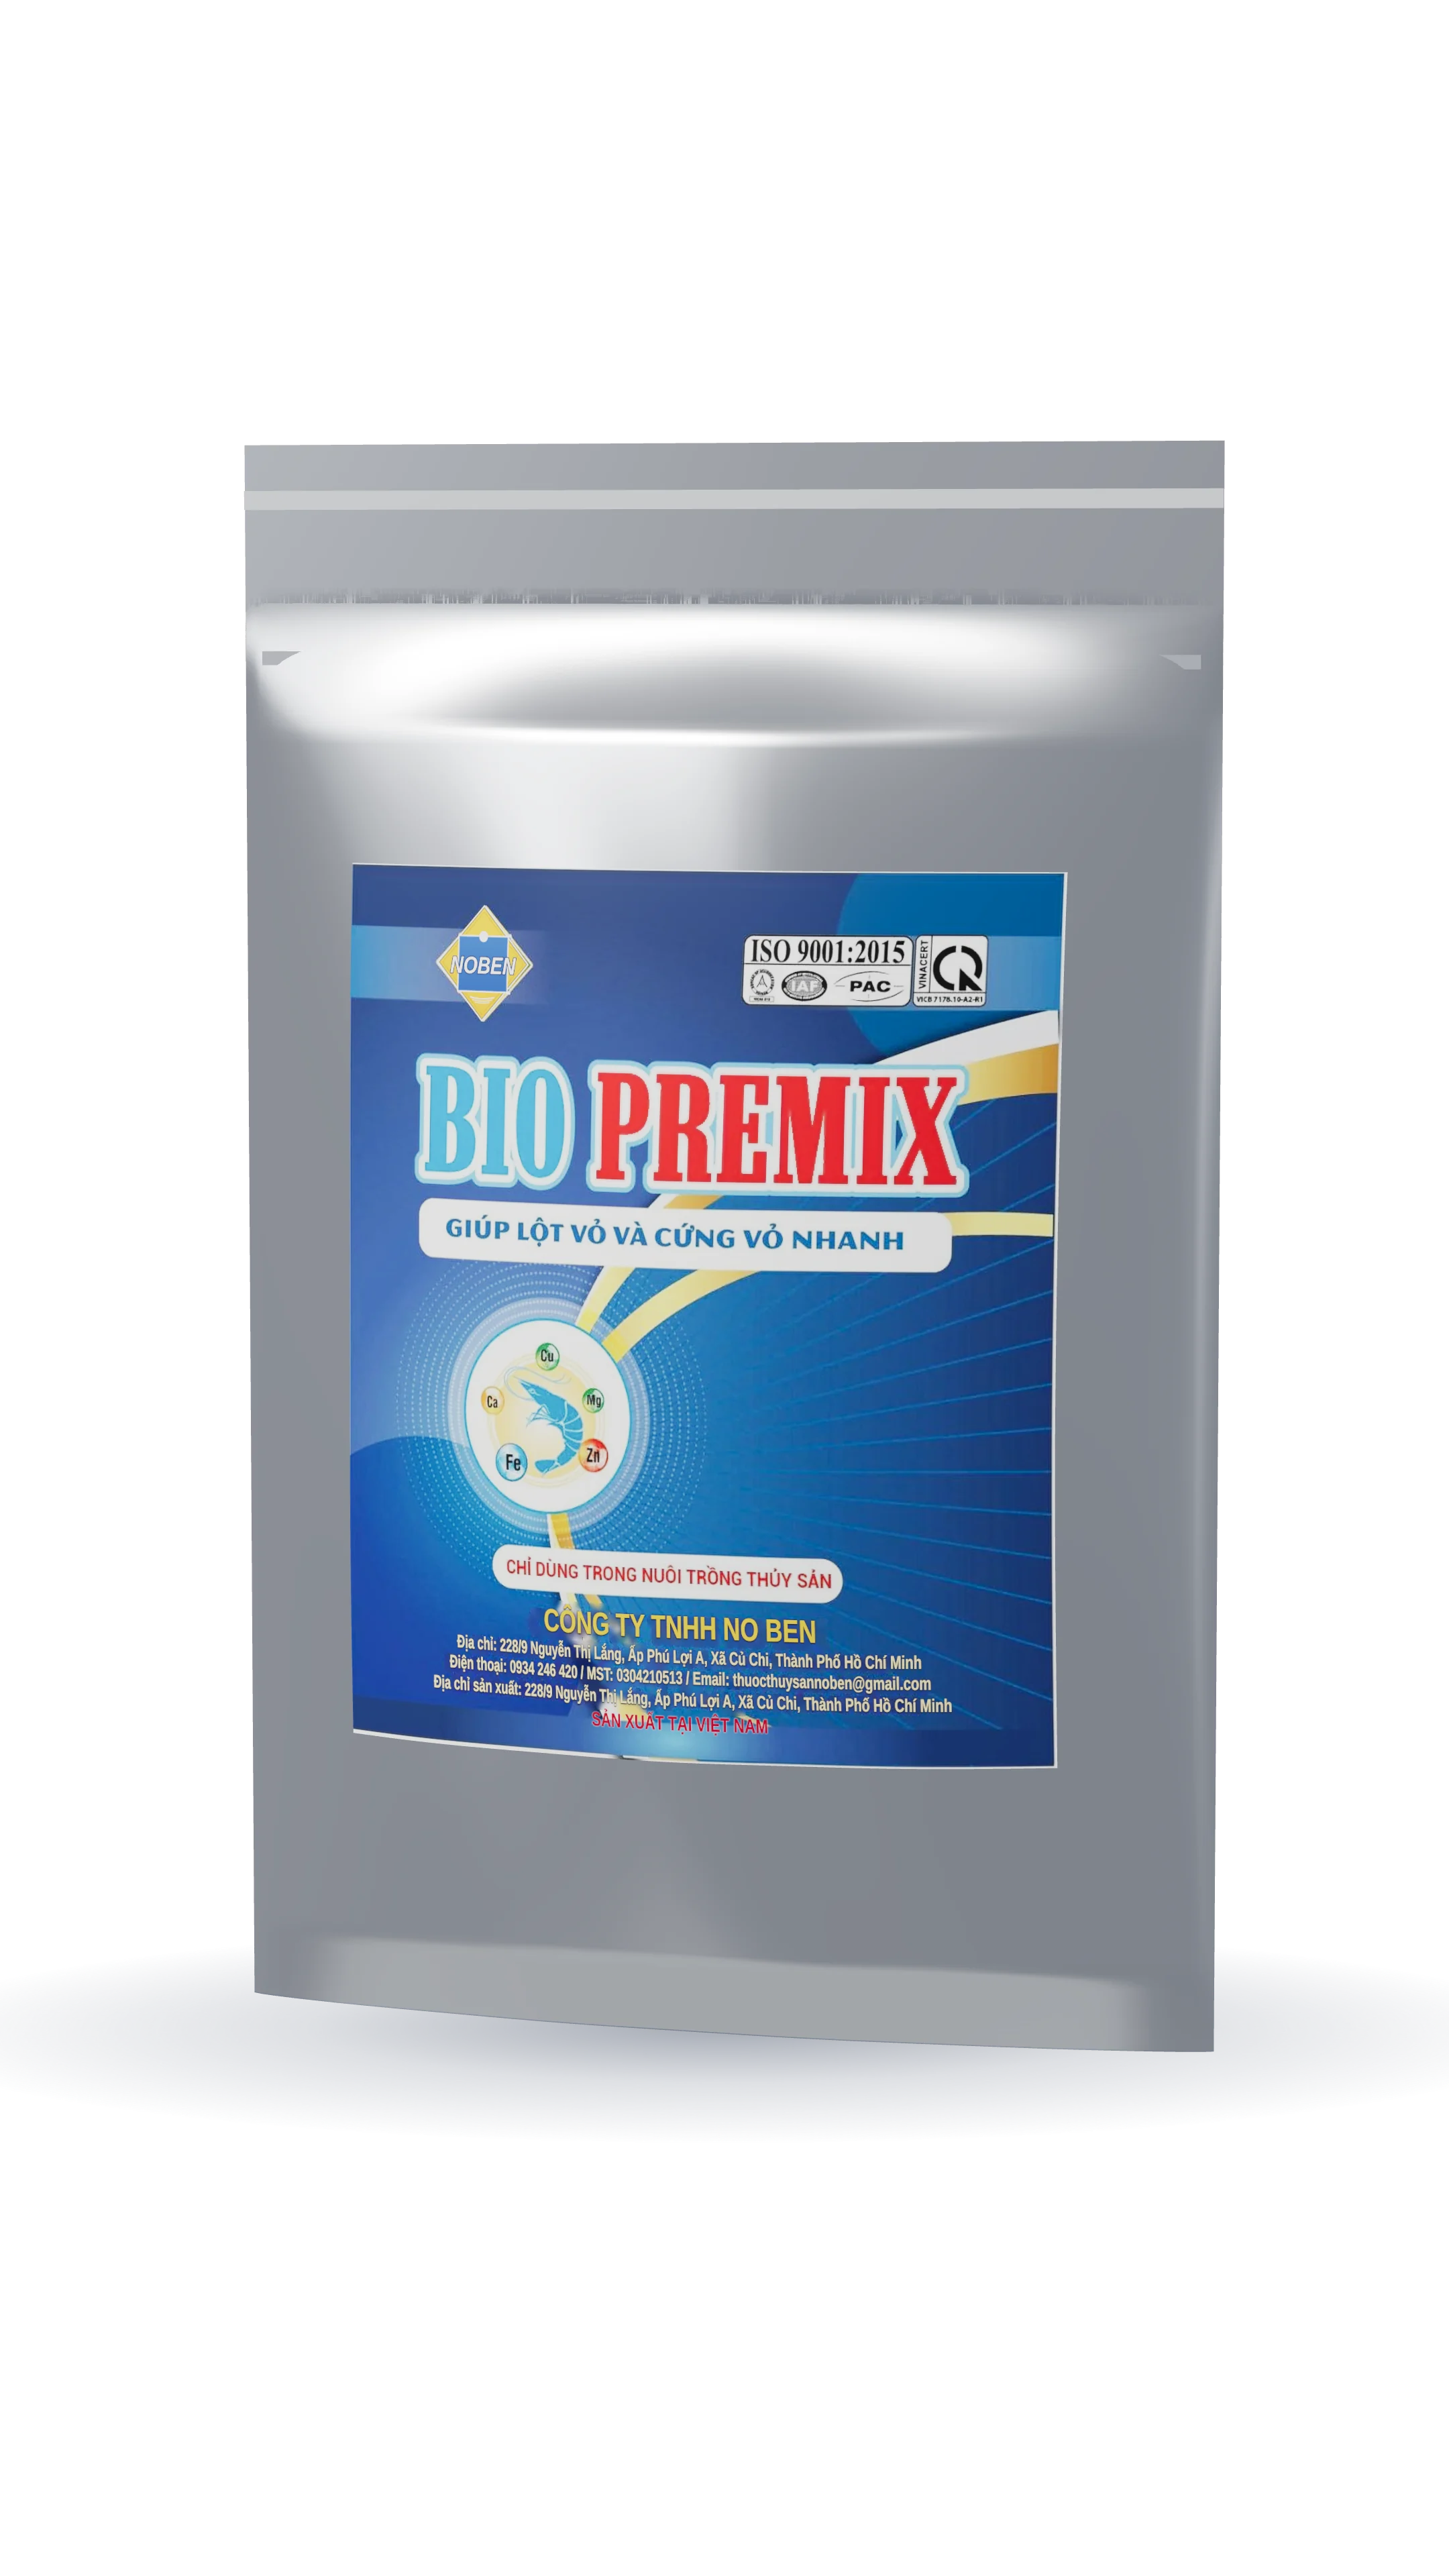 NOBEN
ISO 9001:2015
IAF
PAC
VINACERT
VICB 7178.10-A2-R1
BIO PREMIX
GIÚP LỘT VỎ VÀ CỨNG VỎ NHANH
Cu
Ca
Mg
Fe
Zn
CHỈ DÙNG TRONG NUÔI TRỒNG THỦY SẢN
CÔNG TY TNHH NO BEN
Địa chỉ: 228/9 Nguyễn Thị Lắng, Ấp Phú Lợi A, Xã Củ Chi, Thành Phố Hồ Chí Minh
Điện thoại: 0934 246 420 / MST: 0304210513 / Email: thuocthuysannoben@gmail.com
Địa chỉ sản xuất: 228/9 Nguyễn Thị Lắng, Ấp Phú Lợi A, Xã Củ Chi, Thành Phố Hồ Chí Minh
SẢN XUẤT TẠI VIỆT NAM